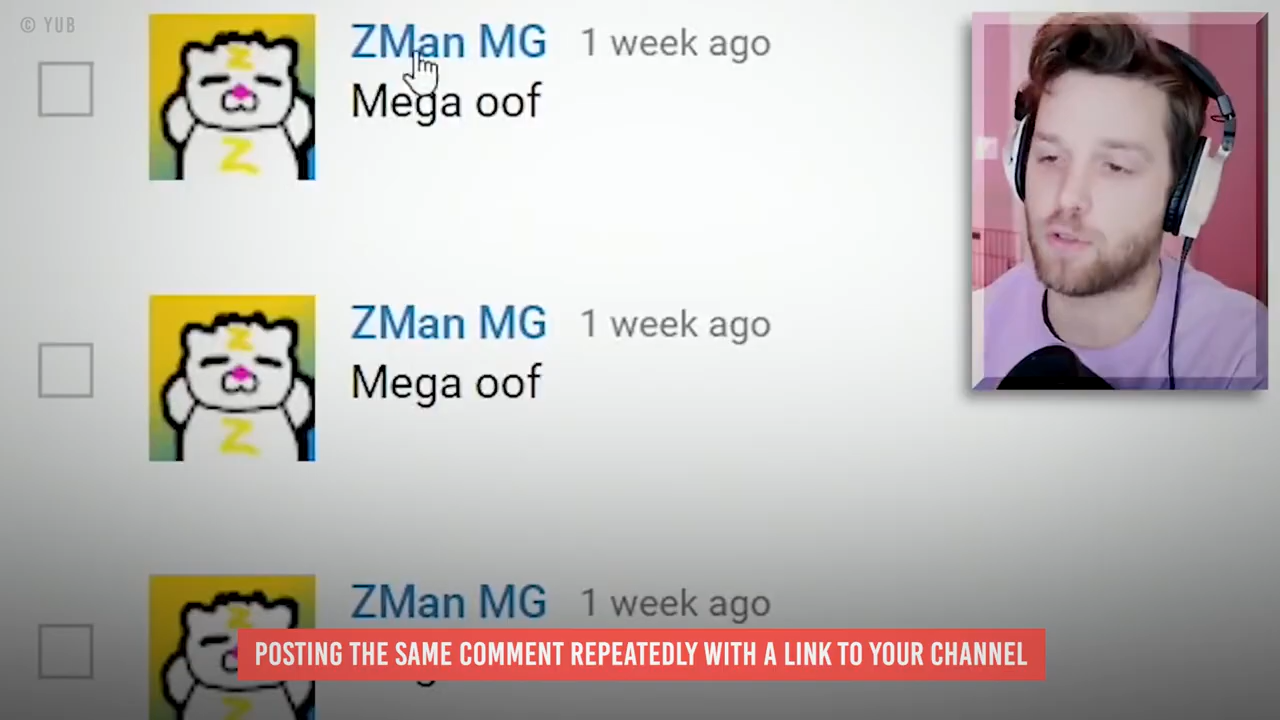 © YUB
ZMan MG 1 week ago
Mega oof
Z
Z
ZMan MG 1 week ago
Mega oof
Z
Z
ZMan MG 1 week ago
Z
Z
POSTING THE SAME COMMENT REPEATEDLY WITH A LINK TO YOUR CHANNEL